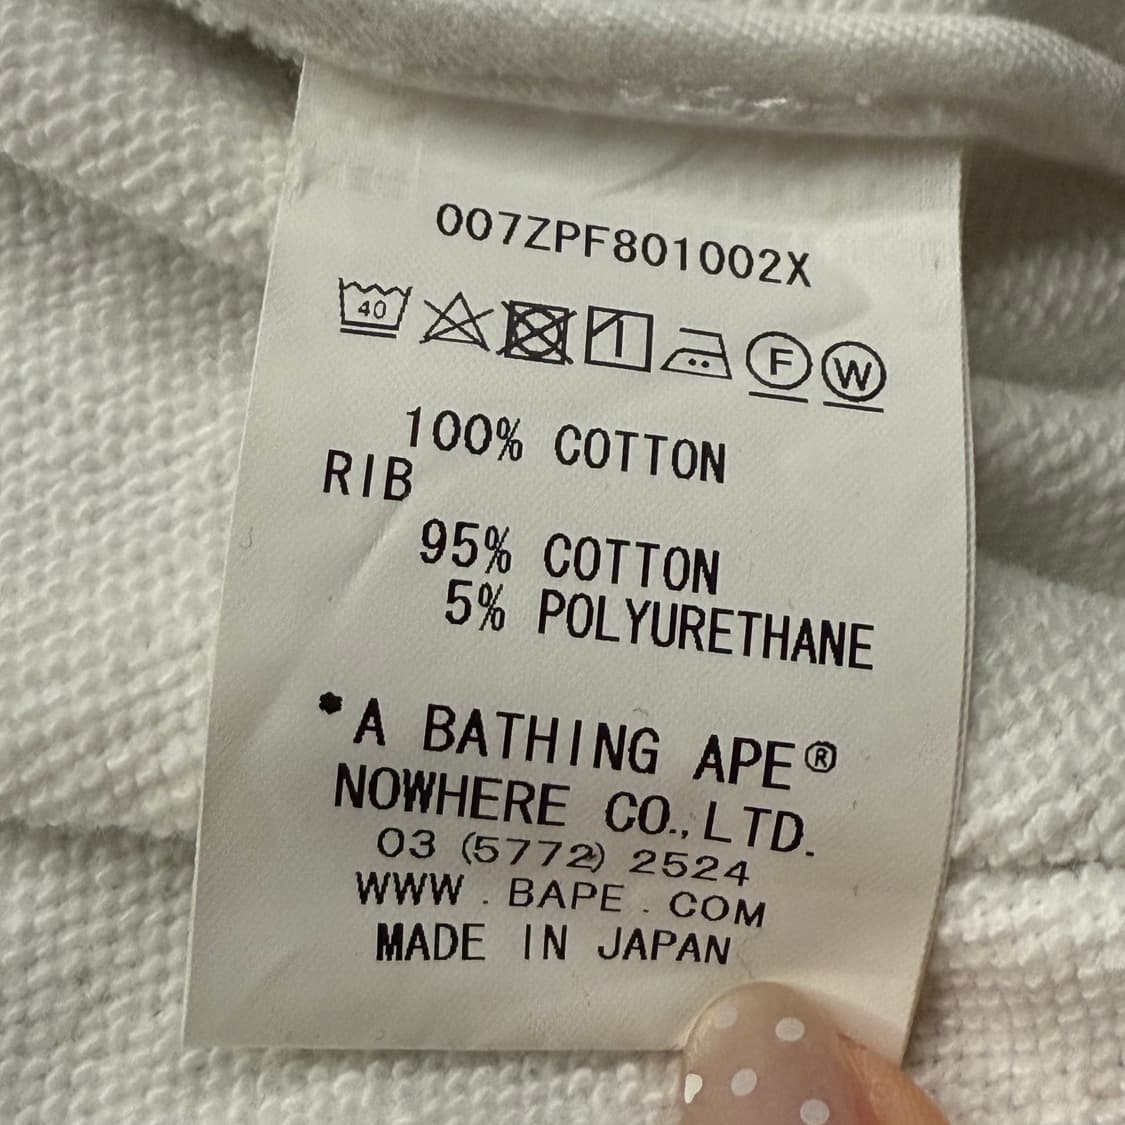 007ZPF801002X
40 F W
100% COTTON
RIB
95% COTTON
5% POLYURETHANE
*A BATHING APE®
NOWHERE CO.,LTD.
03 (5772) 2524
WWW.BAPE.COM
MADE IN JAPAN